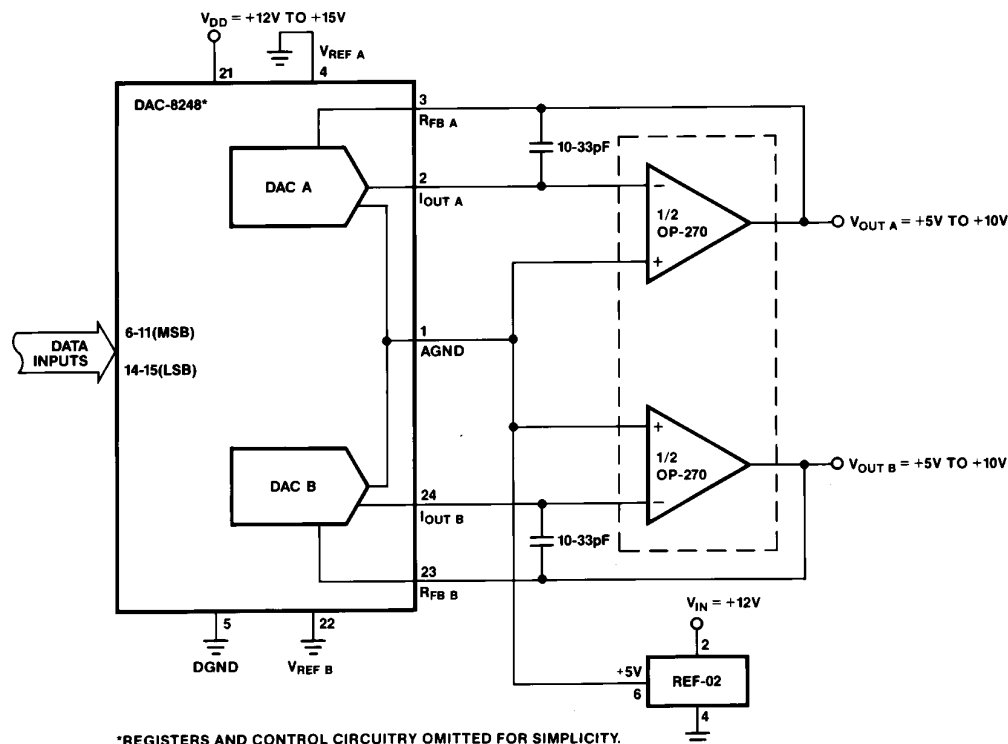 V_DD = +12V TO +15V
V_REF A
21
4
DAC-8248*
3
R_FB A
10-33pF
DAC A
2
I_OUT A
−
1/2
OP-270
+
V_OUT A = +5V TO +10V
DATA
INPUTS
6-11(MSB)
14-15(LSB)
1
AGND
DAC B
+
1/2
OP-270
−
V_OUT B = +5V TO +10V
24
I_OUT B
10-33pF
23
R_FB B
5
DGND
22
V_REF B
V_IN = +12V
2
+5V
6
REF-02
4
*REGISTERS AND CONTROL CIRCUITRY OMITTED FOR SIMPLICITY.